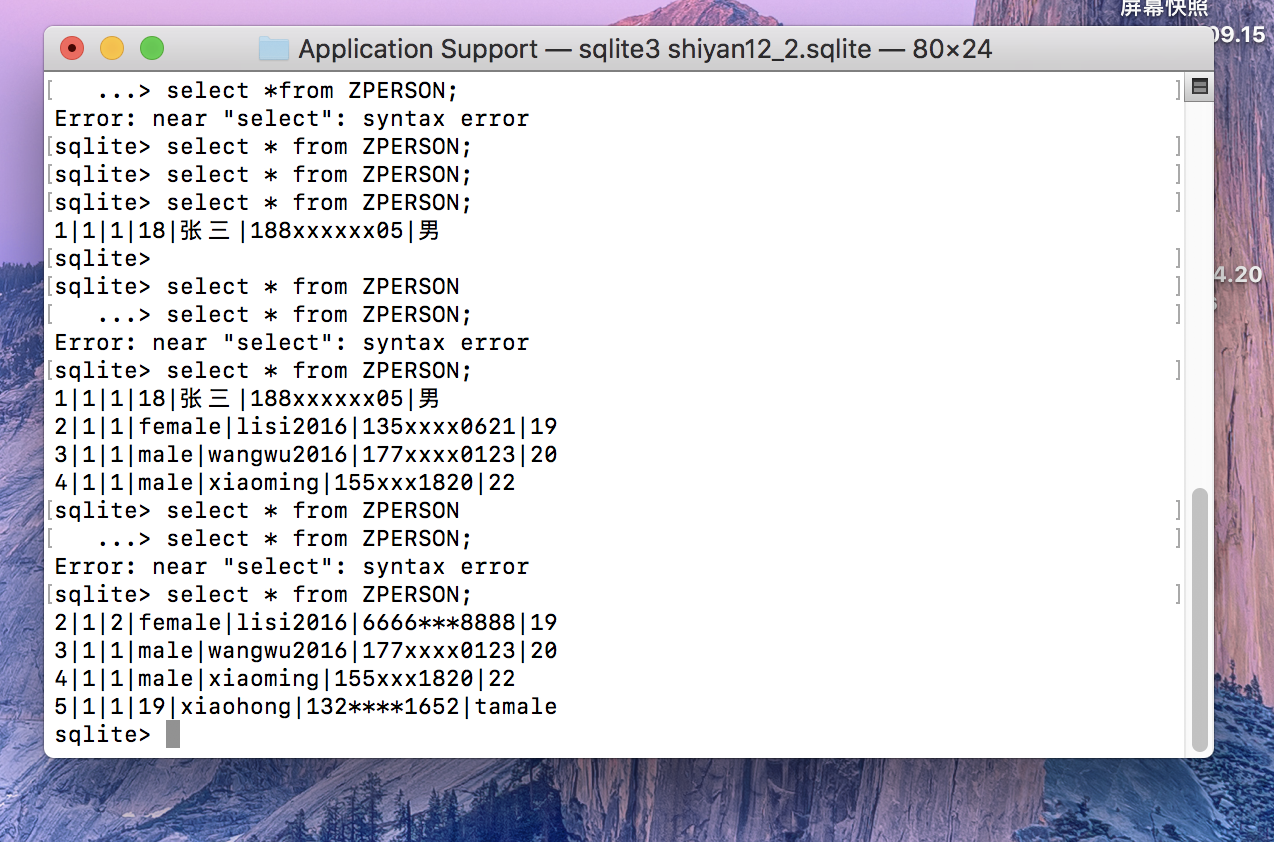 屏幕快照
09.15
Application Support — sqlite3 shiyan12_2.sqlite — 80×24
[   ...> select *from ZPERSON;                                                 ]
Error: near "select": syntax error
[sqlite> select * from ZPERSON;                                                 ]
[sqlite> select * from ZPERSON;                                                 ]
[sqlite> select * from ZPERSON;                                                 ]
1|1|1|18|张三|188xxxxxx05|男
[sqlite>                                                                        ]
[sqlite> select * from ZPERSON                                                  ]
[   ...> select * from ZPERSON;                                                 ]
Error: near "select": syntax error
[sqlite> select * from ZPERSON;                                                 ]
1|1|1|18|张三|188xxxxxx05|男
2|1|1|female|lisi2016|135xxxx0621|19
3|1|1|male|wangwu2016|177xxxx0123|20
4|1|1|male|xiaoming|155xxx1820|22
[sqlite> select * from ZPERSON                                                  ]
[   ...> select * from ZPERSON;                                                 ]
Error: near "select": syntax error
[sqlite> select * from ZPERSON;                                                 ]
2|1|2|female|lisi2016|6666***8888|19
3|1|1|male|wangwu2016|177xxxx0123|20
4|1|1|male|xiaoming|155xxx1820|22
5|1|1|19|xiaohong|132****1652|tamale
sqlite>
4.20